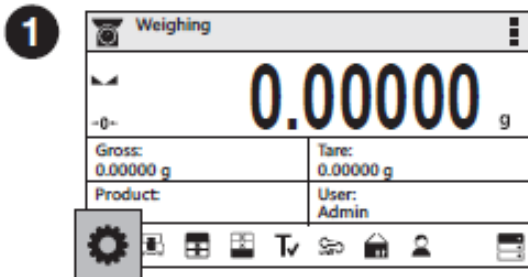 1
Weighing
-0-
0.00000 g
Gross:
0.00000 g
Tare:
0.00000 g
Product:
User:
Admin
T